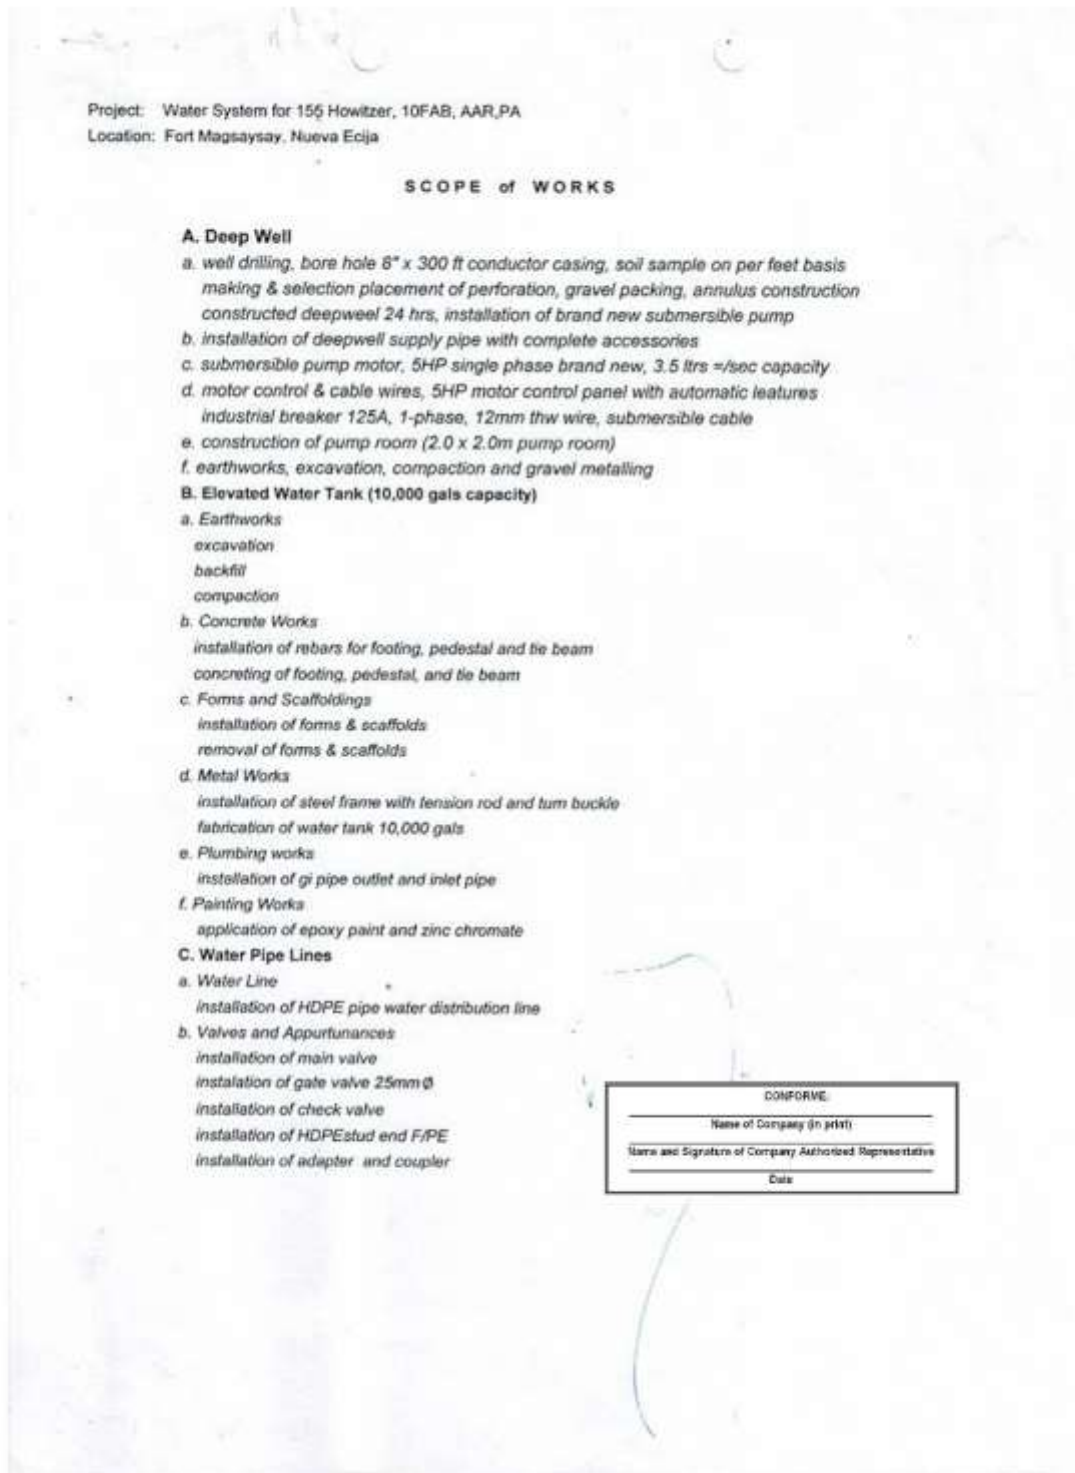 Project: Water System for 155 Howitzer, 10FAB, AAR,PA
Location: Fort Magsaysay, Nueva Ecija
SCOPE of WORKS
A. Deep Well
a. well drilling, bore hole 8" x 300 ft conductor casing, soil sample on per feet basis
making & selection placement of perforation, gravel packing, annulus construction
constructed deepweel 24 hrs, installation of brand new submersible pump
b. installation of deepwell supply pipe with complete accessories
c. submersible pump motor, 5HP single phase brand new, 3.5 ltrs =/sec capacity
d. motor control & cable wires, 5HP motor control panel with automatic features
industrial breaker 125A, 1-phase, 12mm thw wire, submersible cable
e. construction of pump room (2.0 x 2.0m pump room)
f. earthworks, excavation, compaction and gravel metalling
B. Elevated Water Tank (10,000 gals capacity)
a. Earthworks
excavation
backfill
compaction
b. Concrete Works
installation of rebars for footing, pedestal and tie beam
concreting of footing, pedestal, and tie beam
c. Forms and Scaffoldings
installation of forms & scaffolds
removal of forms & scaffolds
d. Metal Works
installation of steel frame with tension rod and turn buckle
fabrication of water tank 10,000 gals
e. Plumbing works
installation of gi pipe outlet and inlet pipe
f. Painting Works
application of epoxy paint and zinc chromate
C. Water Pipe Lines
a. Water Line
installation of HDPE pipe water distribution line
b. Valves and Appurtunances
installation of main valve
instalation of gate valve 25mm Ø
installation of check valve
installation of HDPEstud end F/PE
installation of adapter and coupler
CONFORME:
Name of Company (in print)
Name and Signature of Company Authorized Representative
Date